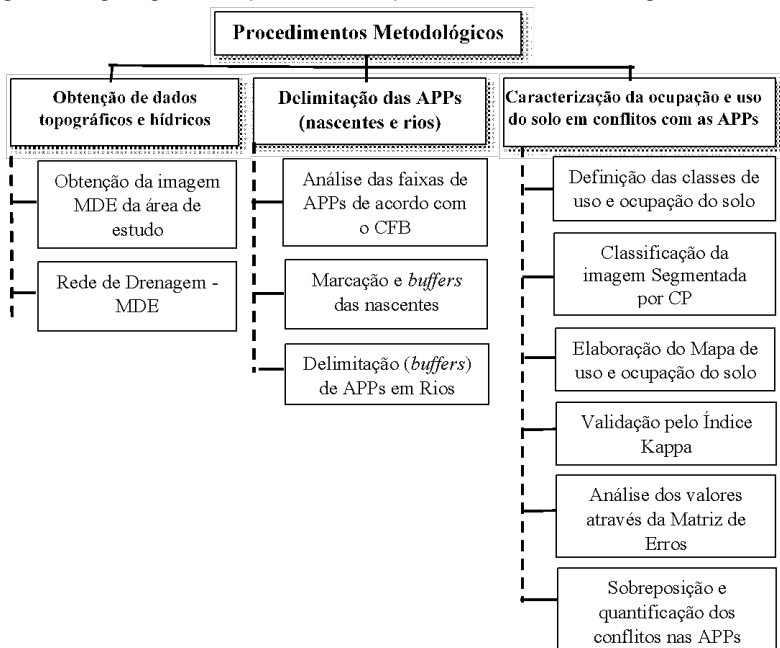 Procedimentos Metodológicos
Obtenção de dados
topográficos e hídricos
Obtenção da imagem
MDE da área de
estudo
Rede de Drenagem -
MDE
Delimitação das APPs
(nascentes e rios)
Análise das faixas de
APPs de acordo com
o CFB
Marcação e buffers
das nascentes
Delimitação (buffers)
de APPs em Rios
Caracterização da ocupação e uso
do solo em conflitos com as APPs
Definição das classes de
uso e ocupação do solo
Classificação da
imagem Segmentada
por CP
Elaboração do Mapa de
uso e ocupação do solo
Validação pelo Índice
Kappa
Análise dos valores
através da Matriz de
Erros
Sobreposição e
quantificação dos
conflitos nas APPs